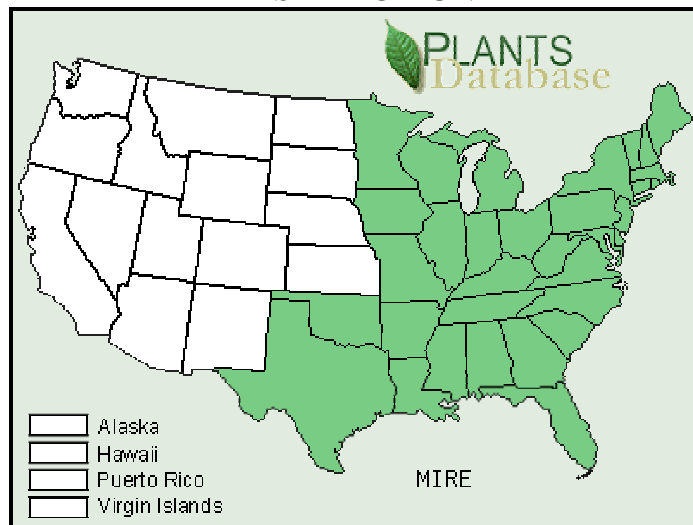 PLANTS
Database
Alaska
Hawaii
Puerto Rico
Virgin Islands
MIRE